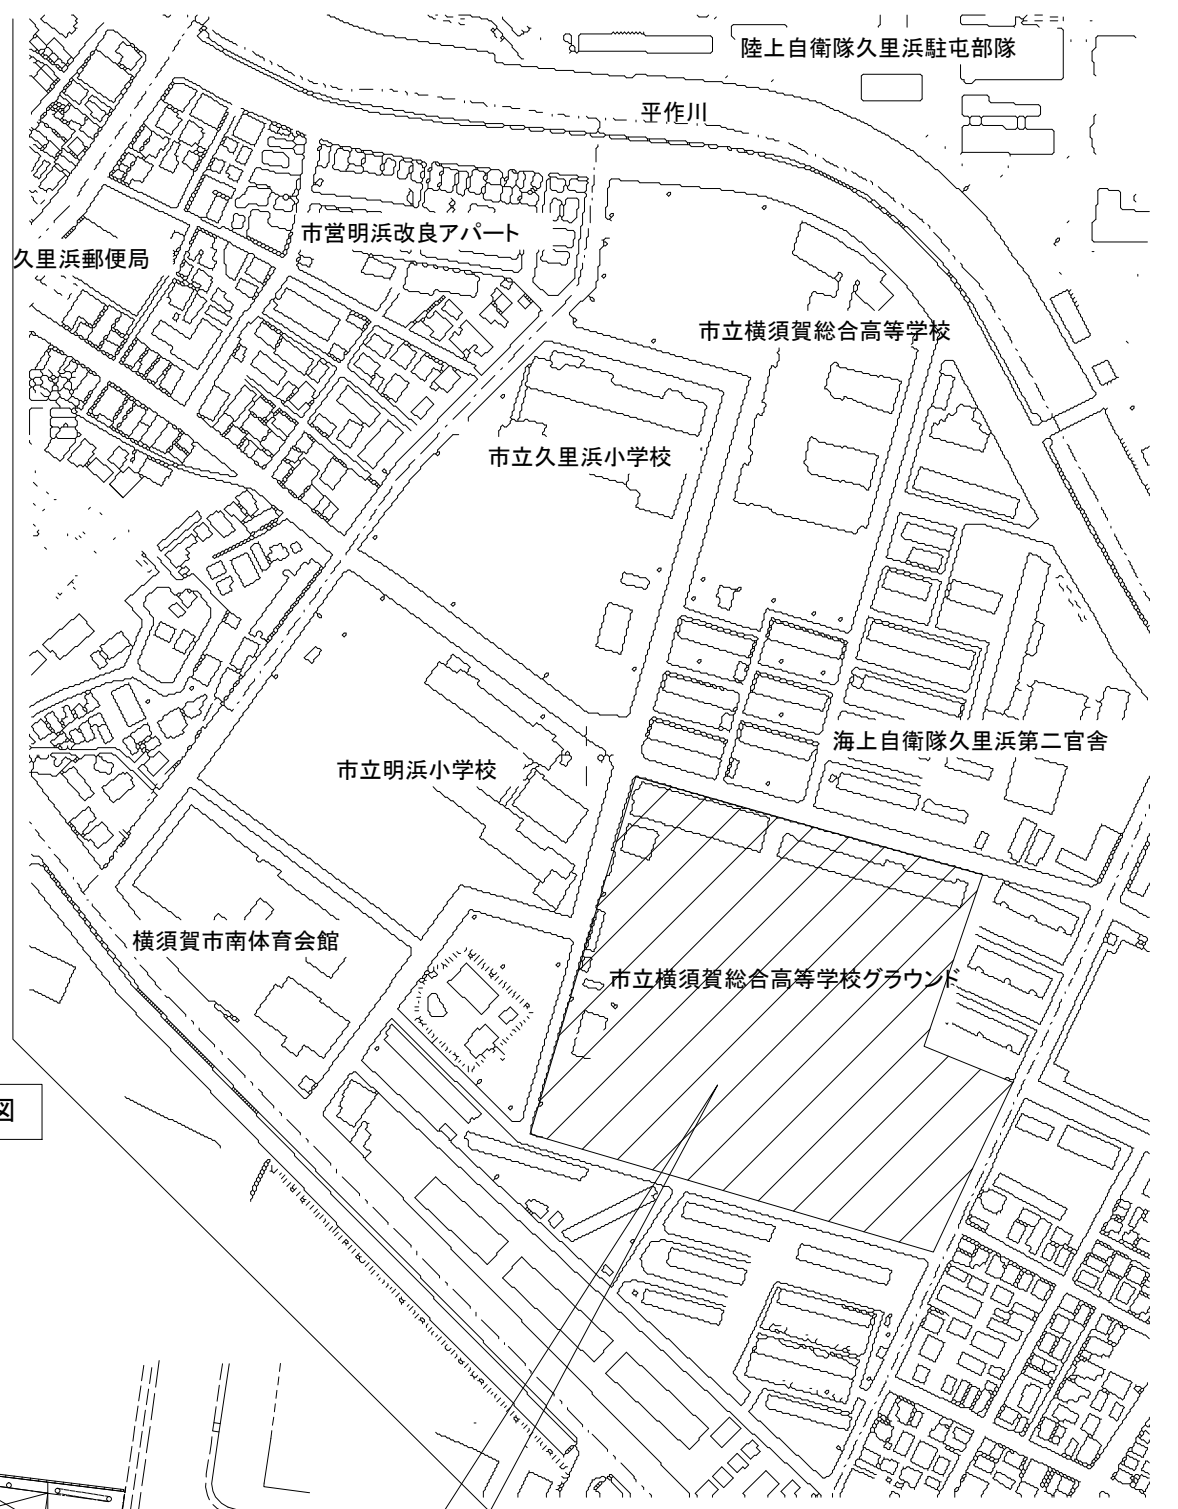 陸上自衛隊久里浜駐屯部隊
平作川
市営明浜改良アパート
久里浜郵便局
市立横須賀総合高等学校
市立久里浜小学校
海上自衛隊久里浜第二官舎
市立明浜小学校
横須賀市南体育会館
市立横須賀総合高等学校グラウンド
図